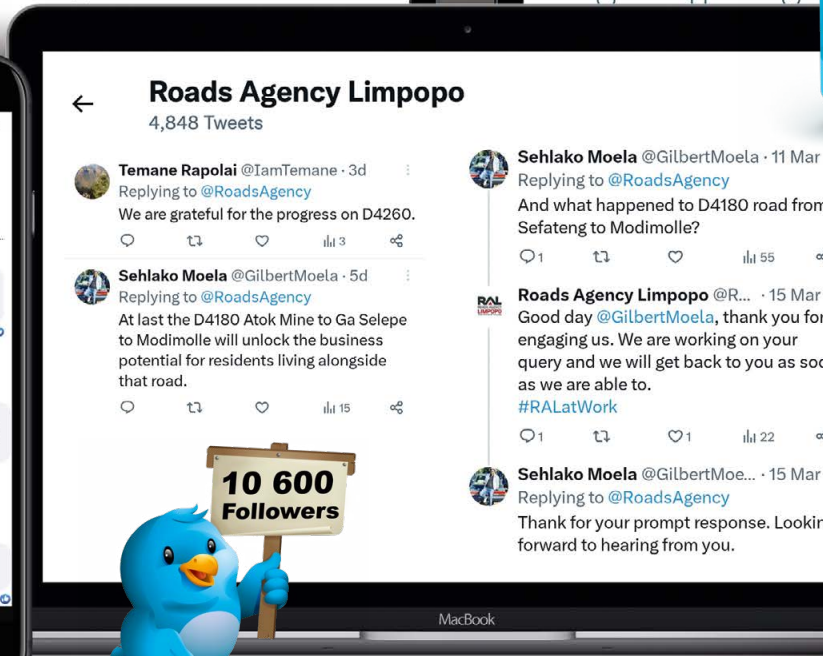 Roads Agency Limpopo
4,848 Tweets
Temane Rapolai @IamTemane · 3d
Replying to @RoadsAgency
We are grateful for the progress on D4260.
3
Sehlako Moela @GilbertMoela · 5d
Replying to @RoadsAgency
At last the D4180 Atok Mine to Ga Selepe
to Modimolle will unlock the business
potential for residents living alongside
that road.
15
10 600
Followers
Sehlako Moela @GilbertMoela · 11 Mar
Replying to @RoadsAgency
And what happened to D4180 road from
Sefateng to Modimolle?
1 55
RAL
LIMPOPO
Roads Agency Limpopo @R... · 15 Mar
Good day @GilbertMoela, thank you for
engaging us. We are working on your
query and we will get back to you as soo
as we are able to.
#RALatWork
1 1 22
Sehlako Moela @GilbertMoe... · 15 Mar
Replying to @RoadsAgency
Thank for your prompt response. Lookin
forward to hearing from you.
MacBook